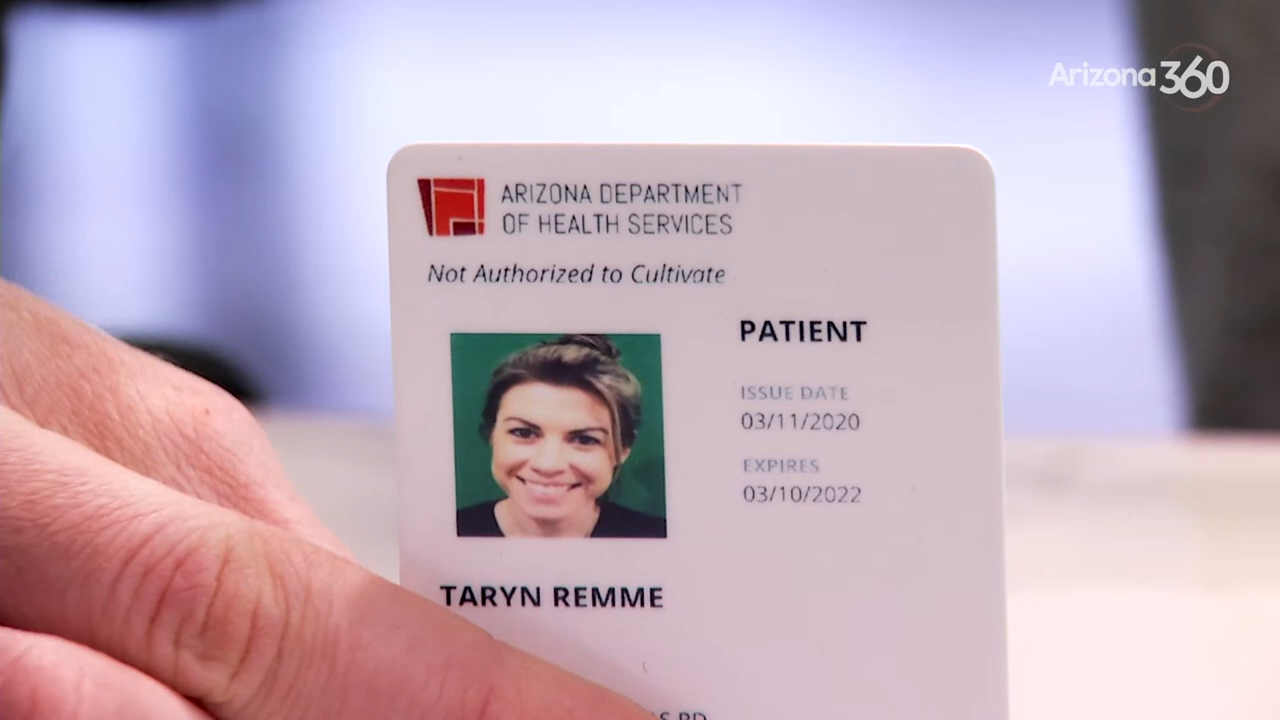 Arizona360
ARIZONA DEPARTMENT
OF HEALTH SERVICES
Not Authorized to Cultivate
PATIENT
ISSUE DATE
03/11/2020
EXPIRES
03/10/2022
TARYN REMME
RD